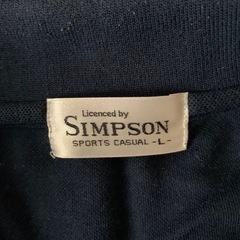 Licenced by
SIMPSON
SPORTS CASUAL -L-